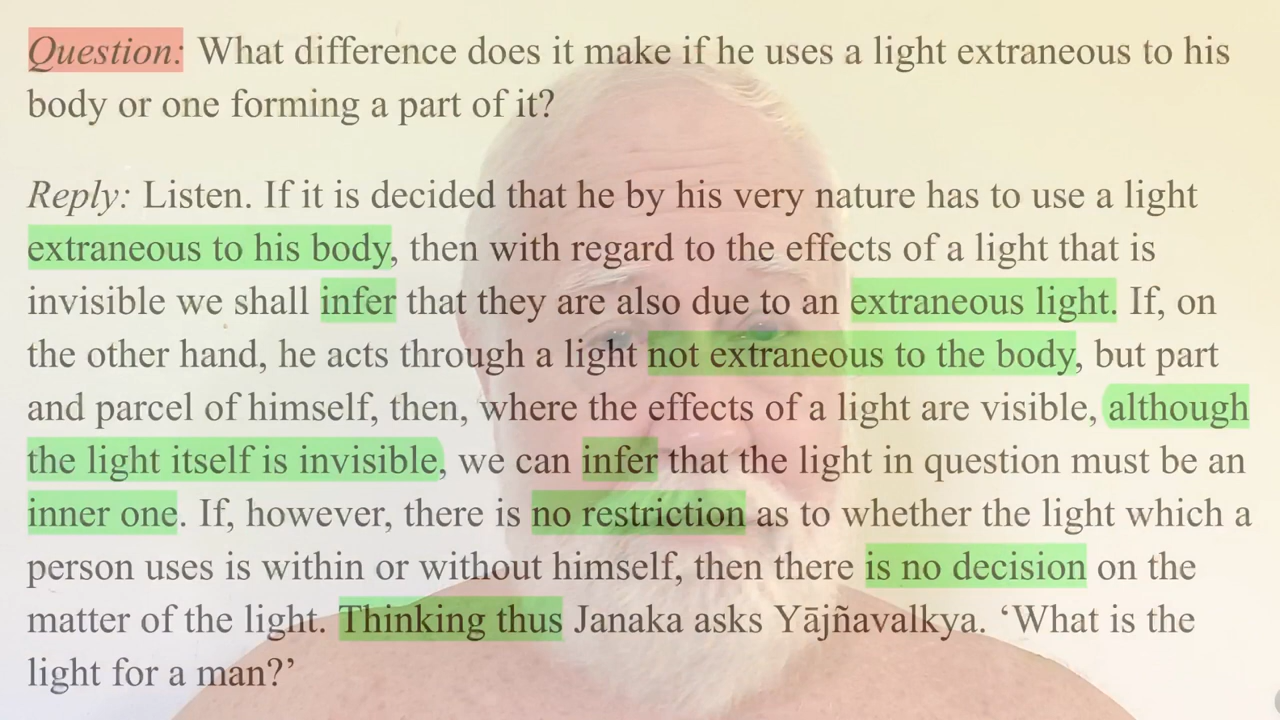 Question: What difference does it make if he uses a light extraneous to his
body or one forming a part of it?
Reply: Listen. If it is decided that he by his very nature has to use a light
extraneous to his body, then with regard to the effects of a light that is
invisible we shall infer that they are also due to an extraneous light. If, on
the other hand, he acts through a light not extraneous to the body, but part
and parcel of himself, then, where the effects of a light are visible, although
the light itself is invisible, we can infer that the light in question must be an
inner one. If, however, there is no restriction as to whether the light which a
person uses is within or without himself, then there is no decision on the
matter of the light. Thinking thus Janaka asks Yājñavalkya. ‘What is the
light for a man?’